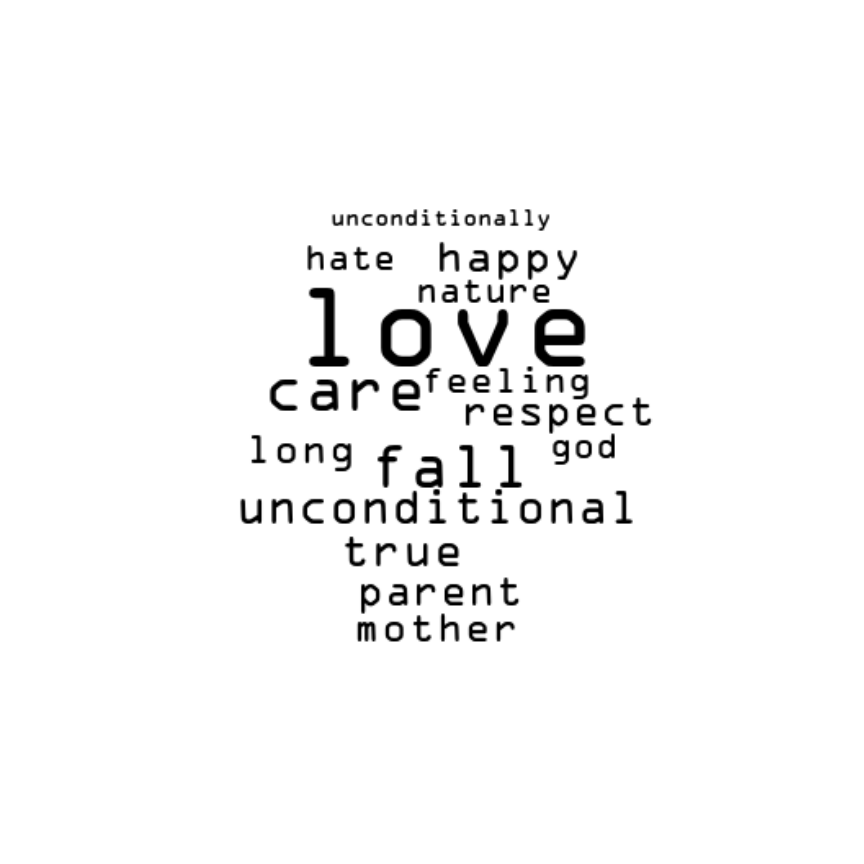 unconditionally
hate happy
nature
love
care feeling
respect
long fall god
unconditional
true
parent
mother